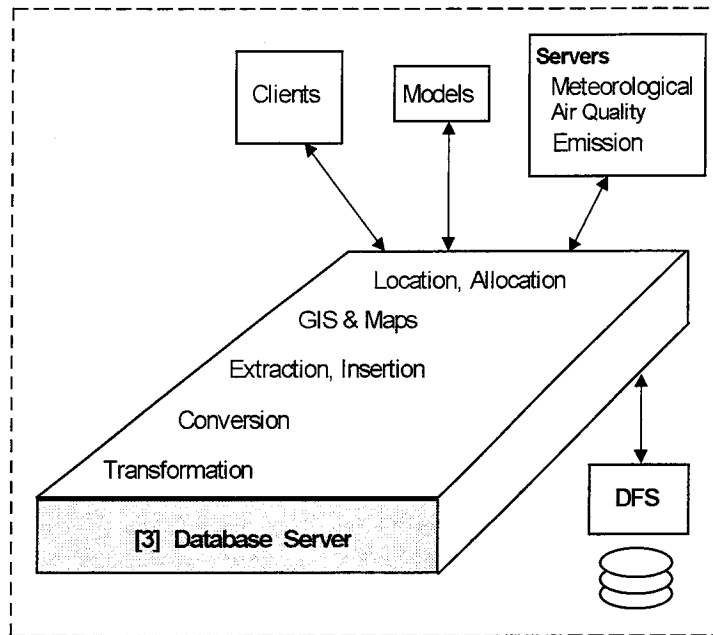 Clients
Models
Servers
Meteorological
Air Quality
Emission
Location, Allocation
GIS & Maps
Extraction, Insertion
Conversion
Transformation
[3] Database Server
DFS